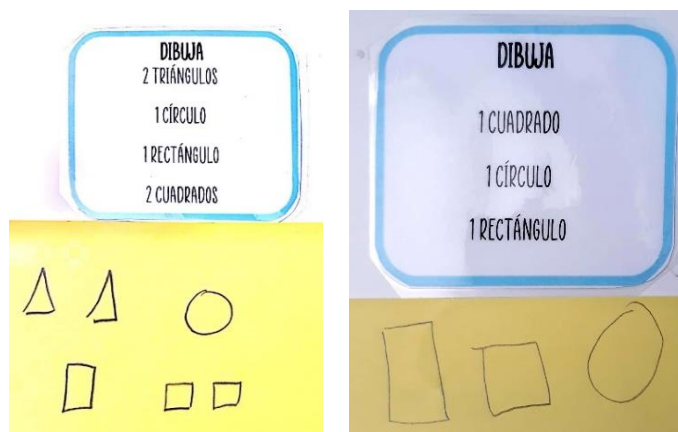 DIBUJA
2 TRIÁNGULOS
1 CÍRCULO
1 RECTÁNGULO
2 CUADRADOS
DIBUJA
1 CUADRADO
1 CÍRCULO
1 RECTÁNGULO